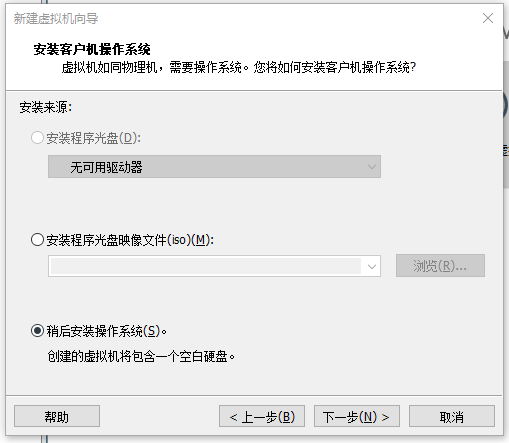 新建虚拟机向导
安装客户机操作系统
虚拟机如同物理机，需要操作系统。您将如何安装客户机操作系统?
安装来源:
安装程序光盘(D):
无可用驱动器
安装程序光盘映像文件(iso)(M):
浏览(R)...
稍后安装操作系统(S)。
创建的虚拟机将包含一个空白硬盘。
帮助
< 上一步(B)
下一步(N) >
取消